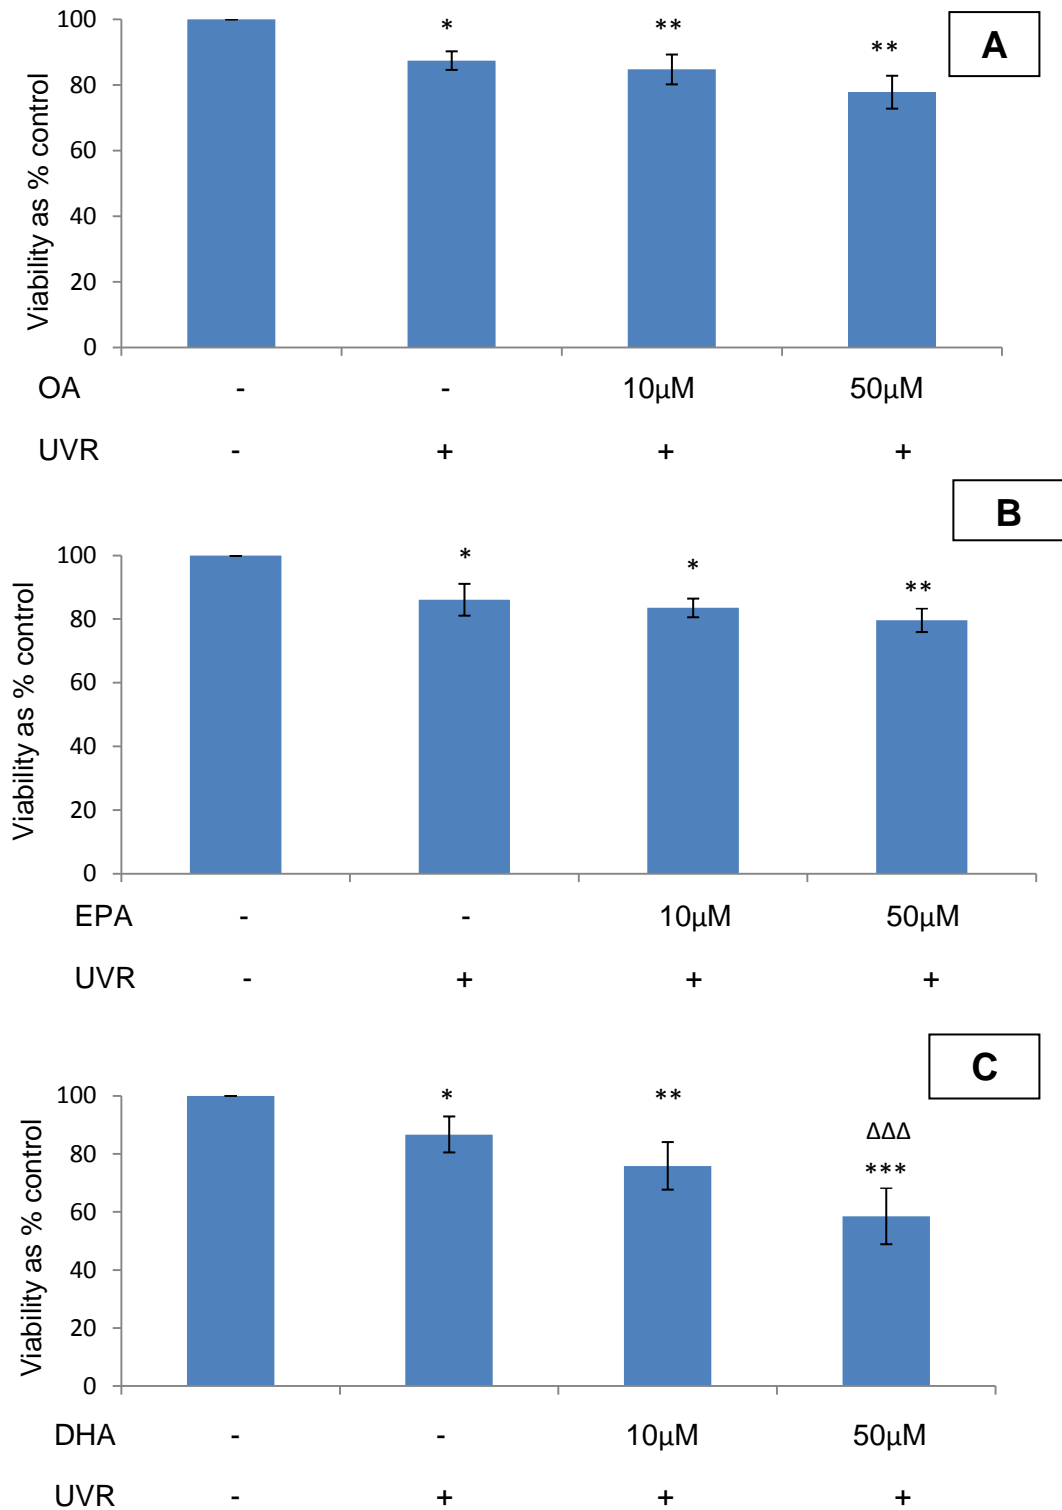 A
Viability as % control
100
80
60
40
20
0
* ** **
OA - - 10µM 50µM
UVR - + + +
B
Viability as % control
100
80
60
40
20
0
* * **
EPA - - 10µM 50µM
UVR - + + +
C
Viability as % control
100
80
60
40
20
0
* ** ΔΔΔ
***
DHA - - 10µM 50µM
UVR - + + +